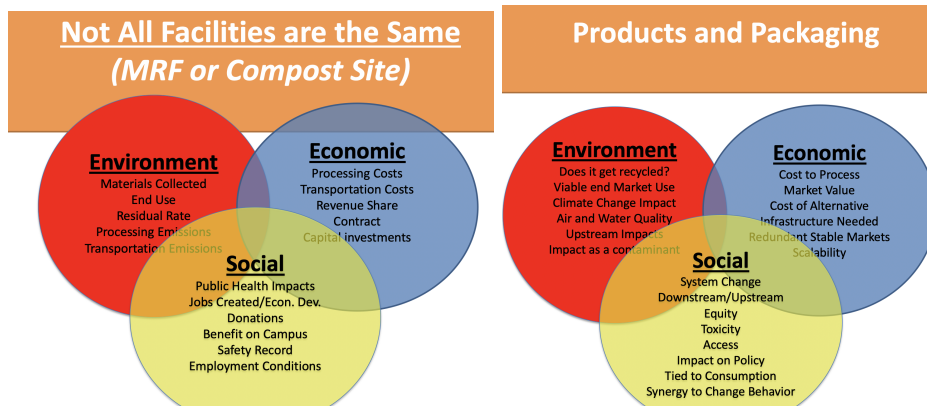 Not All Facilities are the Same
(MRF or Compost Site)
Environment
Materials Collected
End Use
Residual Rate
Processing Emissions
Transportation Emissions
Economic
Processing Costs
Transportation Costs
Revenue Share
Contract
Capital investments
Social
Public Health Impacts
Jobs Created/Econ. Dev.
Donations
Benefit on Campus
Safety Record
Employment Conditions
Products and Packaging
Environment
Does it get recycled?
Viable end Market Use
Climate Change Impact
Air and Water Quality
Upstream Impacts
Impact as a contaminant
Economic
Cost to Process
Market Value
Cost of Alternative
Infrastructure Needed
Redundant Stable Markets
Scalability
Social
System Change
Downstream/Upstream
Equity
Toxicity
Access
Impact on Policy
Tied to Consumption
Synergy to Change Behavior